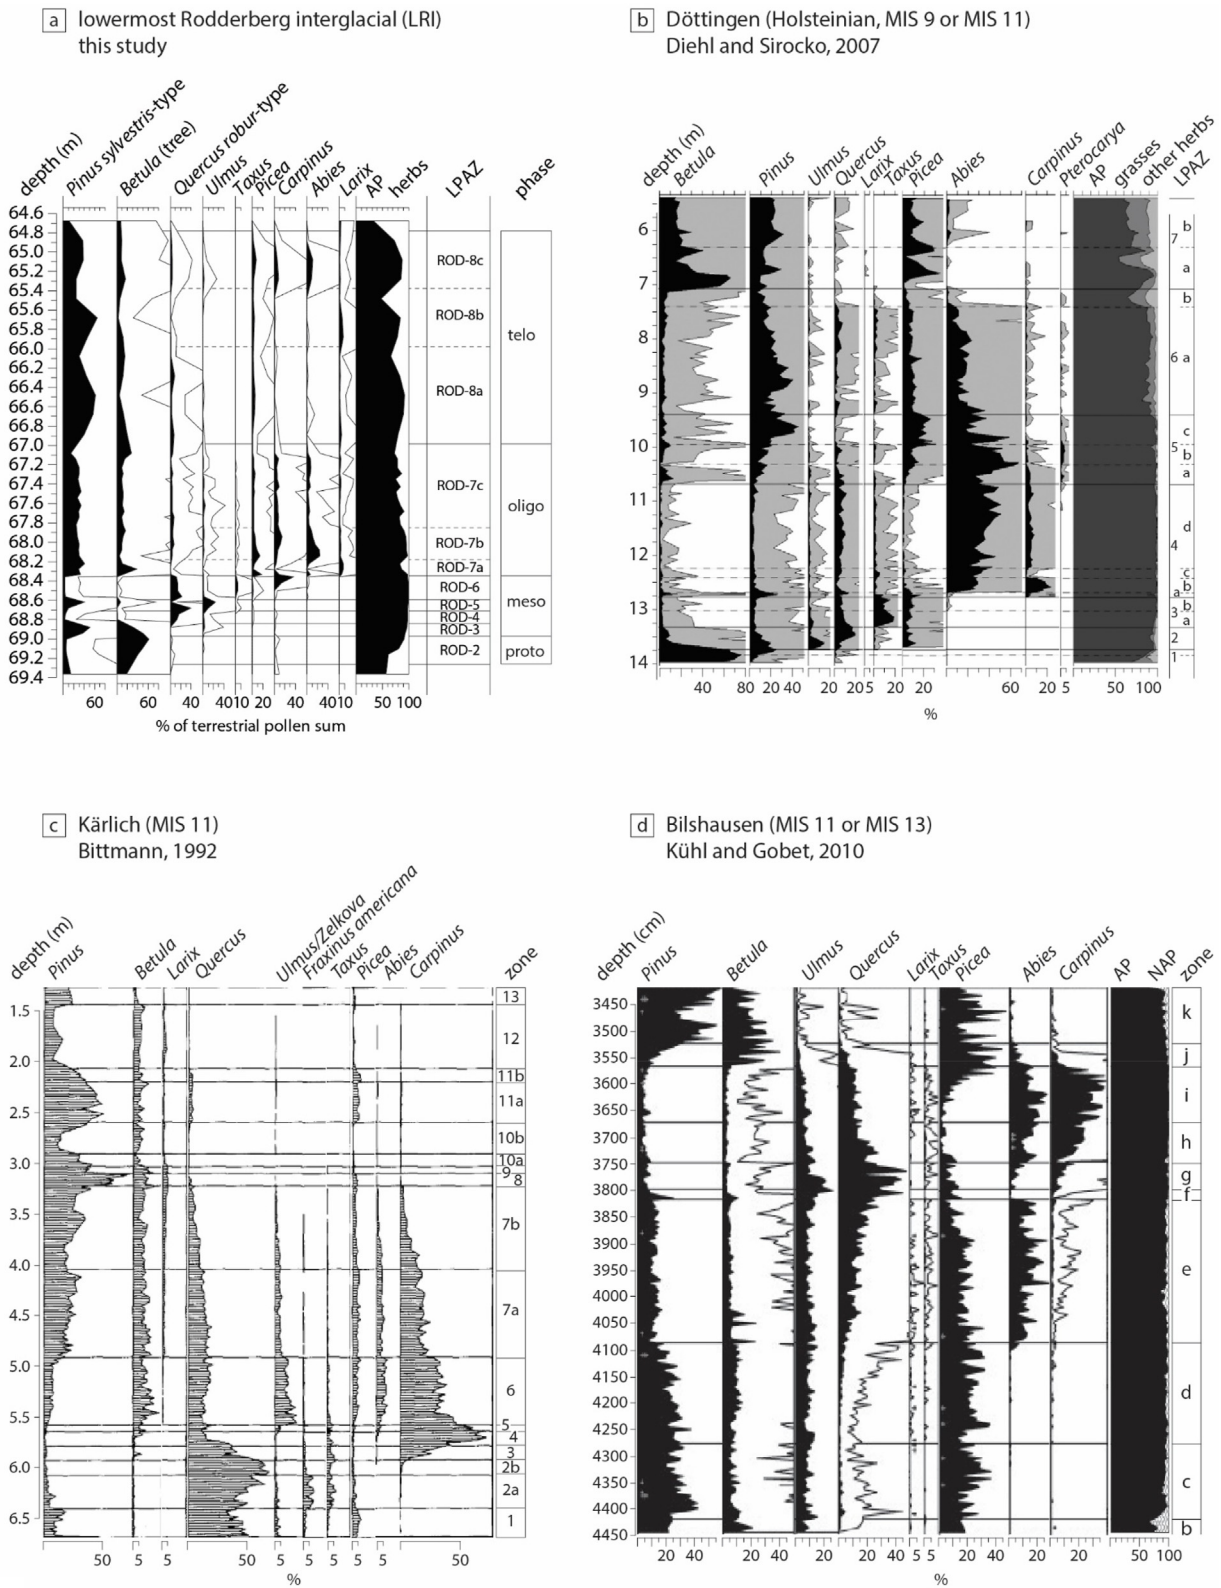 a lowermost Rodderberg interglacial (LRI)
this study
depth (m)
Pinus sylvestris-type
Betula (tree)
Quercus robur-type
Ulmus
Taxus
Picea
Carpinus
Abies
Larix
AP
herbs
LPAZ
phase
64.6
64.8
65.0
65.2
65.4
65.6
65.8
66.0
66.2
66.4
66.6
66.8
67.0
67.2
67.4
67.6
67.8
68.0
68.2
68.4
68.6
68.8
69.0
69.2
69.4
ROD-8c
ROD-8b
ROD-8a
ROD-7c
ROD-7b
ROD-7a
ROD-6
ROD-5
ROD-4
ROD-3
ROD-2
telo
oligo
meso
proto
60 60 40 40 10 20 40 40 10 50 100
% of terrestrial pollen sum
b Döttingen (Holsteinian, MIS 9 or MIS 11)
Diehl and Sirocko, 2007
depth (m)
Betula
Pinus
Ulmus
Quercus
Larix
Taxus
Picea
Abies
Carpinus
Pterocarya
AP
grasses
other herbs
LPAZ
6
7
8
9
10
11
12
13
14
b
7
a
b
6 a
c
5
b
a
d
4
c
b
a
b
3
a
2
1
40 80 20 40 20 20 5 20 20 60 20 5 50 100
%
c Kärlich (MIS 11)
Bittmann, 1992
depth (m)
Pinus
Betula
Larix
Quercus
Ulmus/Zelkova
Fraxinus americana
Taxus
Picea
Abies
Carpinus
zone
1.5
2.0
2.5
3.0
3.5
4.0
4.5
5.0
5.5
6.0
6.5
13
12
11b
11a
10b
10a
9
8
7b
7a
6
5
4
3
2b
2a
1
50 5 5 50 5 5 5 5 5 50
%
d Bilshausen (MIS 11 or MIS 13)
Kühl and Gobet, 2010
depth (cm)
Pinus
Betula
Ulmus
Quercus
Larix
Taxus
Picea
Abies
Carpinus
AP
NAP
zone
3450
3500
3550
3600
3650
3700
3750
3800
3850
3900
3950
4000
4050
4100
4150
4200
4250
4300
4350
4400
4450
k
j
i
h
g
f
e
d
c
b
20 40 20 40 20 20 40 5 5 20 40 20 20 50 100
%